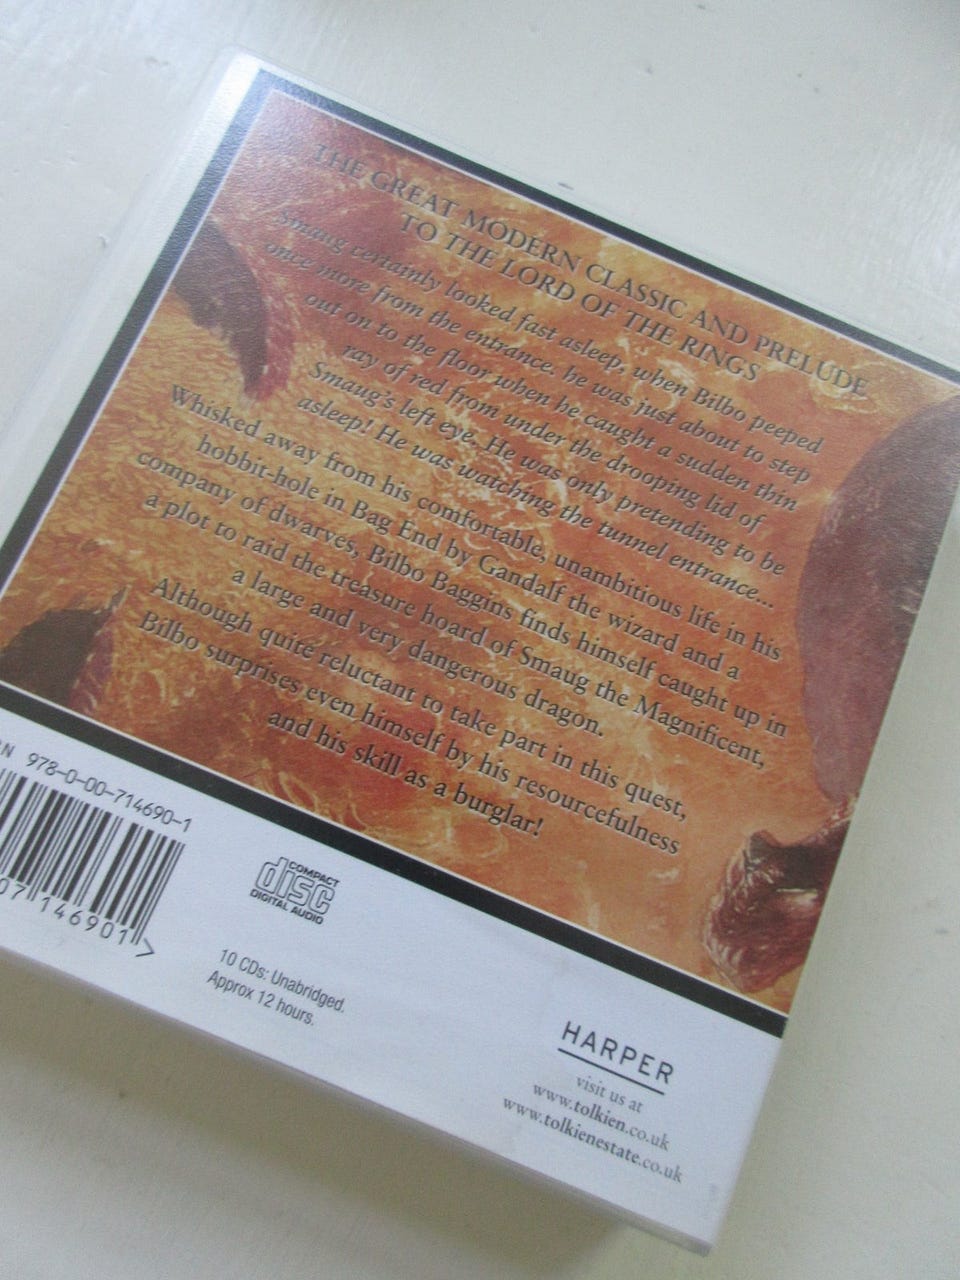 THE GREAT MODERN CLASSIC AND PRELUDE
TO THE LORD OF THE RINGS
Smaug certainly looked fast asleep, when Bilbo peeped
once more from the entrance. he was just about to step
out on to the floor when he caught a sudden thin
ray of red from under the drooping lid of
Smaug's left eye. He was only pretending to be
asleep! He was watching the tunnel entrance...
Whisked away from his comfortable, unambitious life in his
hobbit-hole in Bag End by Gandalf the wizard and a
company of dwarves, Bilbo Baggins finds himself caught up in
a plot to raid the treasure hoard of Smaug the Magnificent,
a large and very dangerous dragon.
Although quite reluctant to take part in this quest,
Bilbo surprises even himself by his resourcefulness
and his skill as a burglar!
978-0-00-714690-1
07146901 >
COMPACT
disc
DIGITAL AUDIO
10 CDs: Unabridged.
Approx 12 hours.
HARPER
visit us at
www.tolkien.co.uk
www.tolkienestate.co.uk